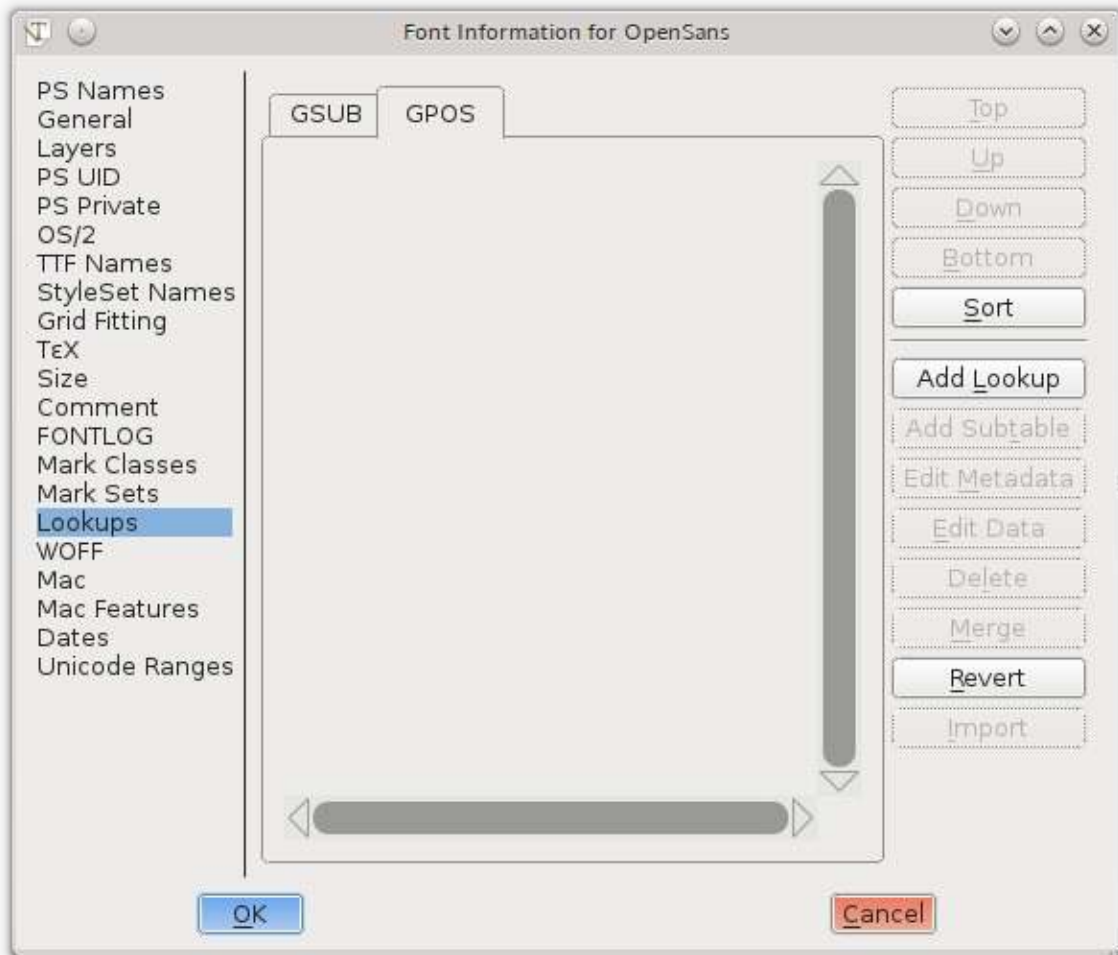 Font Information for OpenSans
PS Names
General
Layers
PS UID
PS Private
OS/2
TTF Names
StyleSet Names
Grid Fitting
TεX
Size
Comment
FONTLOG
Mark Classes
Mark Sets
Lookups
WOFF
Mac
Mac Features
Dates
Unicode Ranges
GSUB GPOS
Top
Up
Down
Bottom
Sort
Add Lookup
Add Subtable
Edit Metadata
Edit Data
Delete
Merge
Revert
Import
OK Cancel